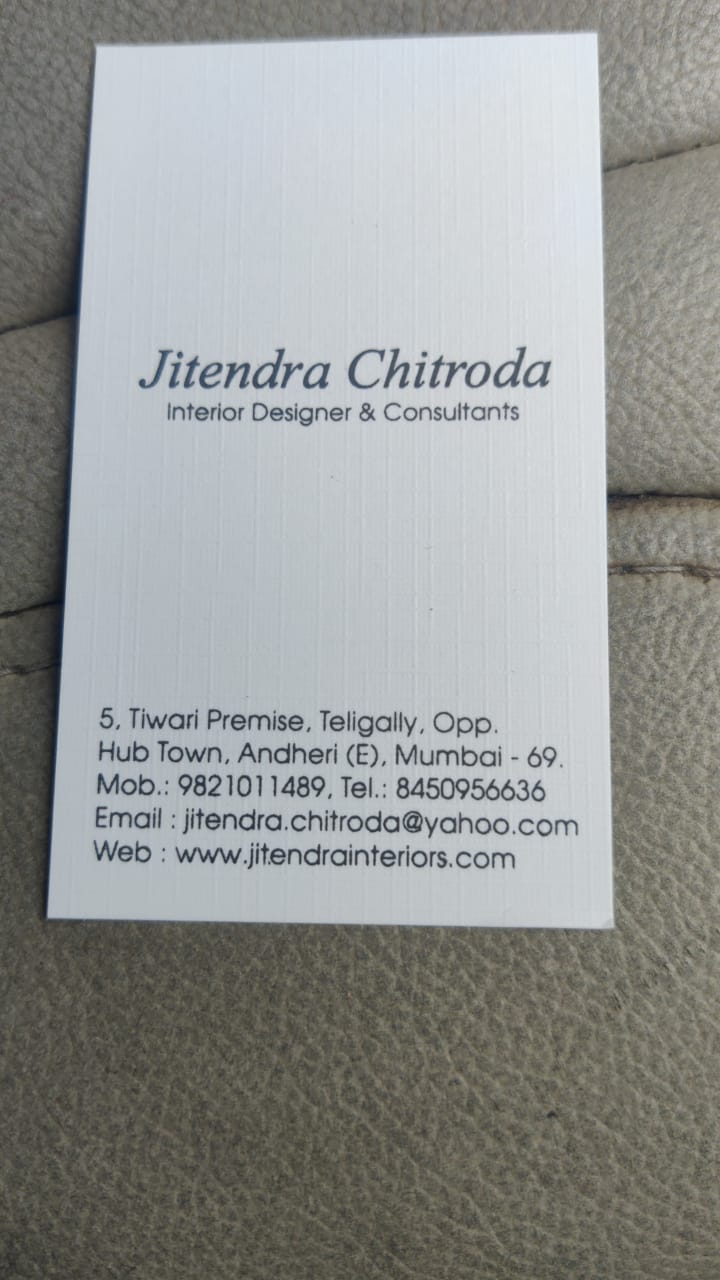 Jitendra Chitroda
Interior Designer & Consultants
5, Tiwari Premise, Teligally, Opp.
Hub Town, Andheri (E), Mumbai - 69.
Mob.: 9821011489, Tel.: 8450956636
Email : jitendra.chitroda@yahoo.com
Web : www.jitendrainteriors.com